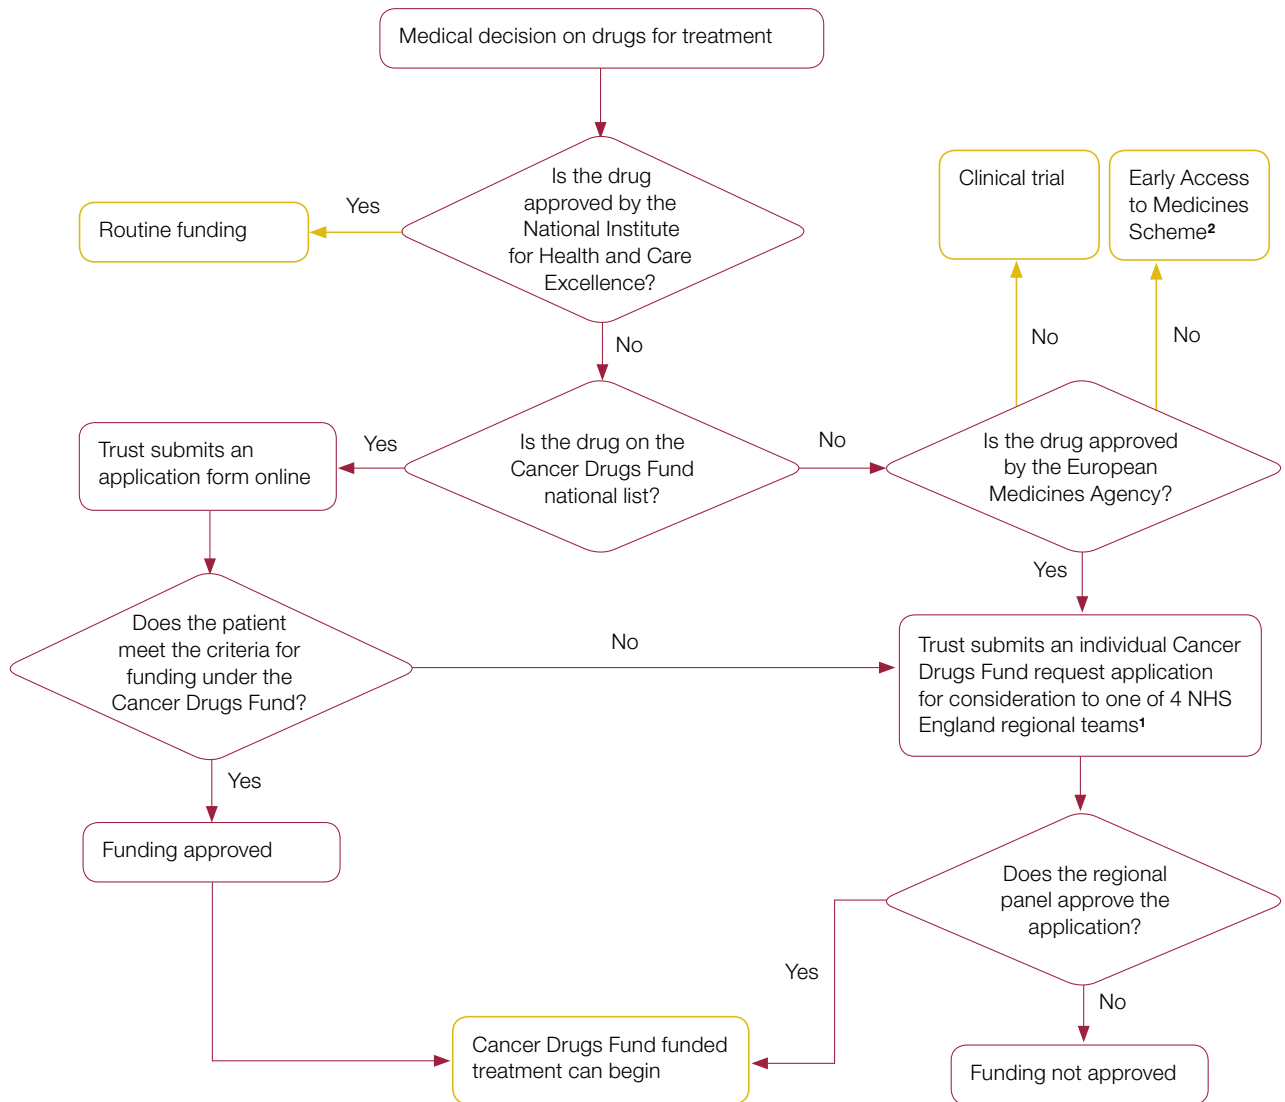 Medical decision on drugs for treatment
Is the drug
approved by the
National Institute
for Health and Care
Excellence?
Yes
Routine funding
Clinical trial
Early Access
to Medicines
Scheme²
No
No
No
Is the drug on the
Cancer Drugs Fund
national list?
Yes
Trust submits an
application form online
No
Is the drug approved
by the European
Medicines Agency?
Yes
Does the patient
meet the criteria for
funding under the
Cancer Drugs Fund?
No
Trust submits an individual Cancer
Drugs Fund request application
for consideration to one of 4 NHS
England regional teams¹
Yes
Funding approved
Does the regional
panel approve the
application?
Yes
No
Cancer Drugs Fund funded
treatment can begin
Funding not approved